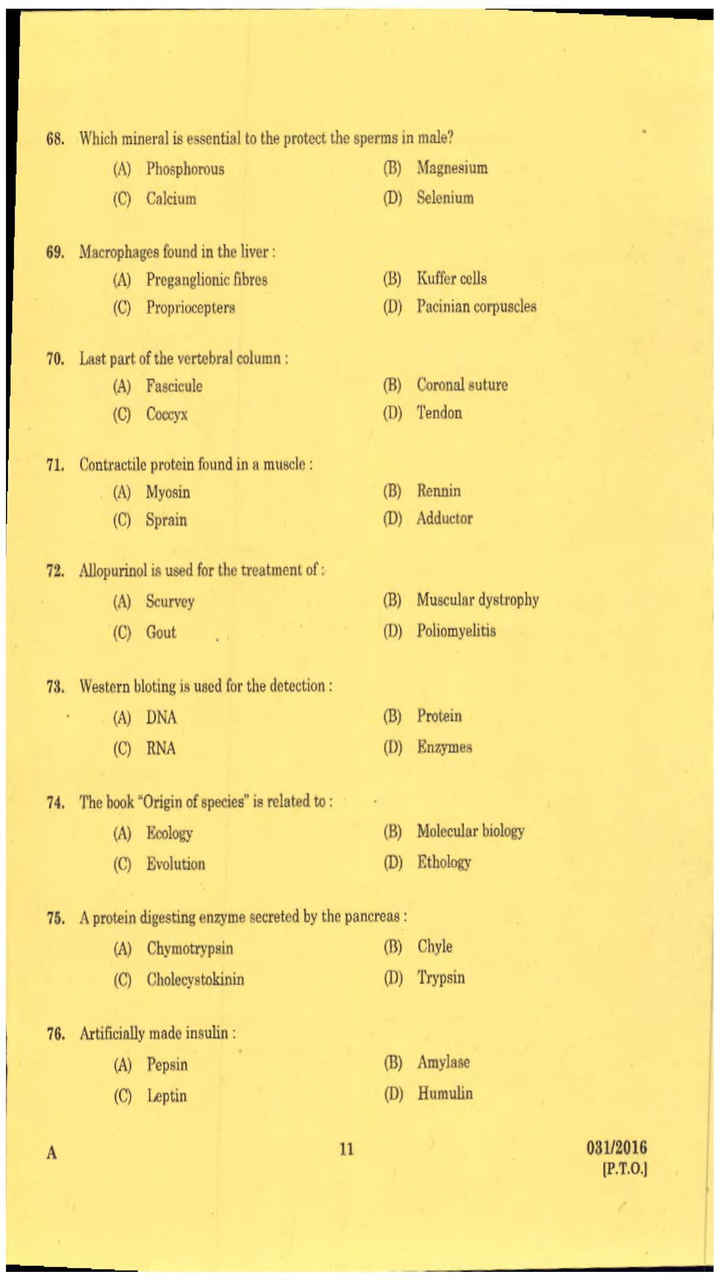 68. Which mineral is essential to the protect the sperms in male?
(A) Phosphorous (B) Magnesium
(C) Calcium (D) Selenium
69. Macrophages found in the liver :
(A) Preganglionic fibres (B) Kuffer cells
(C) Propriocepters (D) Pacinian corpuscles
70. Last part of the vertebral column :
(A) Fascicule (B) Coronal suture
(C) Coccyx (D) Tendon
71. Contractile protein found in a muscle :
(A) Myosin (B) Rennin
(C) Sprain (D) Adductor
72. Allopurinol is used for the treatment of :
(A) Scurvey (B) Muscular dystrophy
(C) Gout (D) Poliomyelitis
73. Western bloting is used for the detection :
(A) DNA (B) Protein
(C) RNA (D) Enzymes
74. The book “Origin of species” is related to :
(A) Ecology (B) Molecular biology
(C) Evolution (D) Ethology
75. A protein digesting enzyme secreted by the pancreas :
(A) Chymotrypsin (B) Chyle
(C) Cholecystokinin (D) Trypsin
76. Artificially made insulin :
(A) Pepsin (B) Amylase
(C) Leptin (D) Humulin
A 11 031/2016
[P.T.O.]